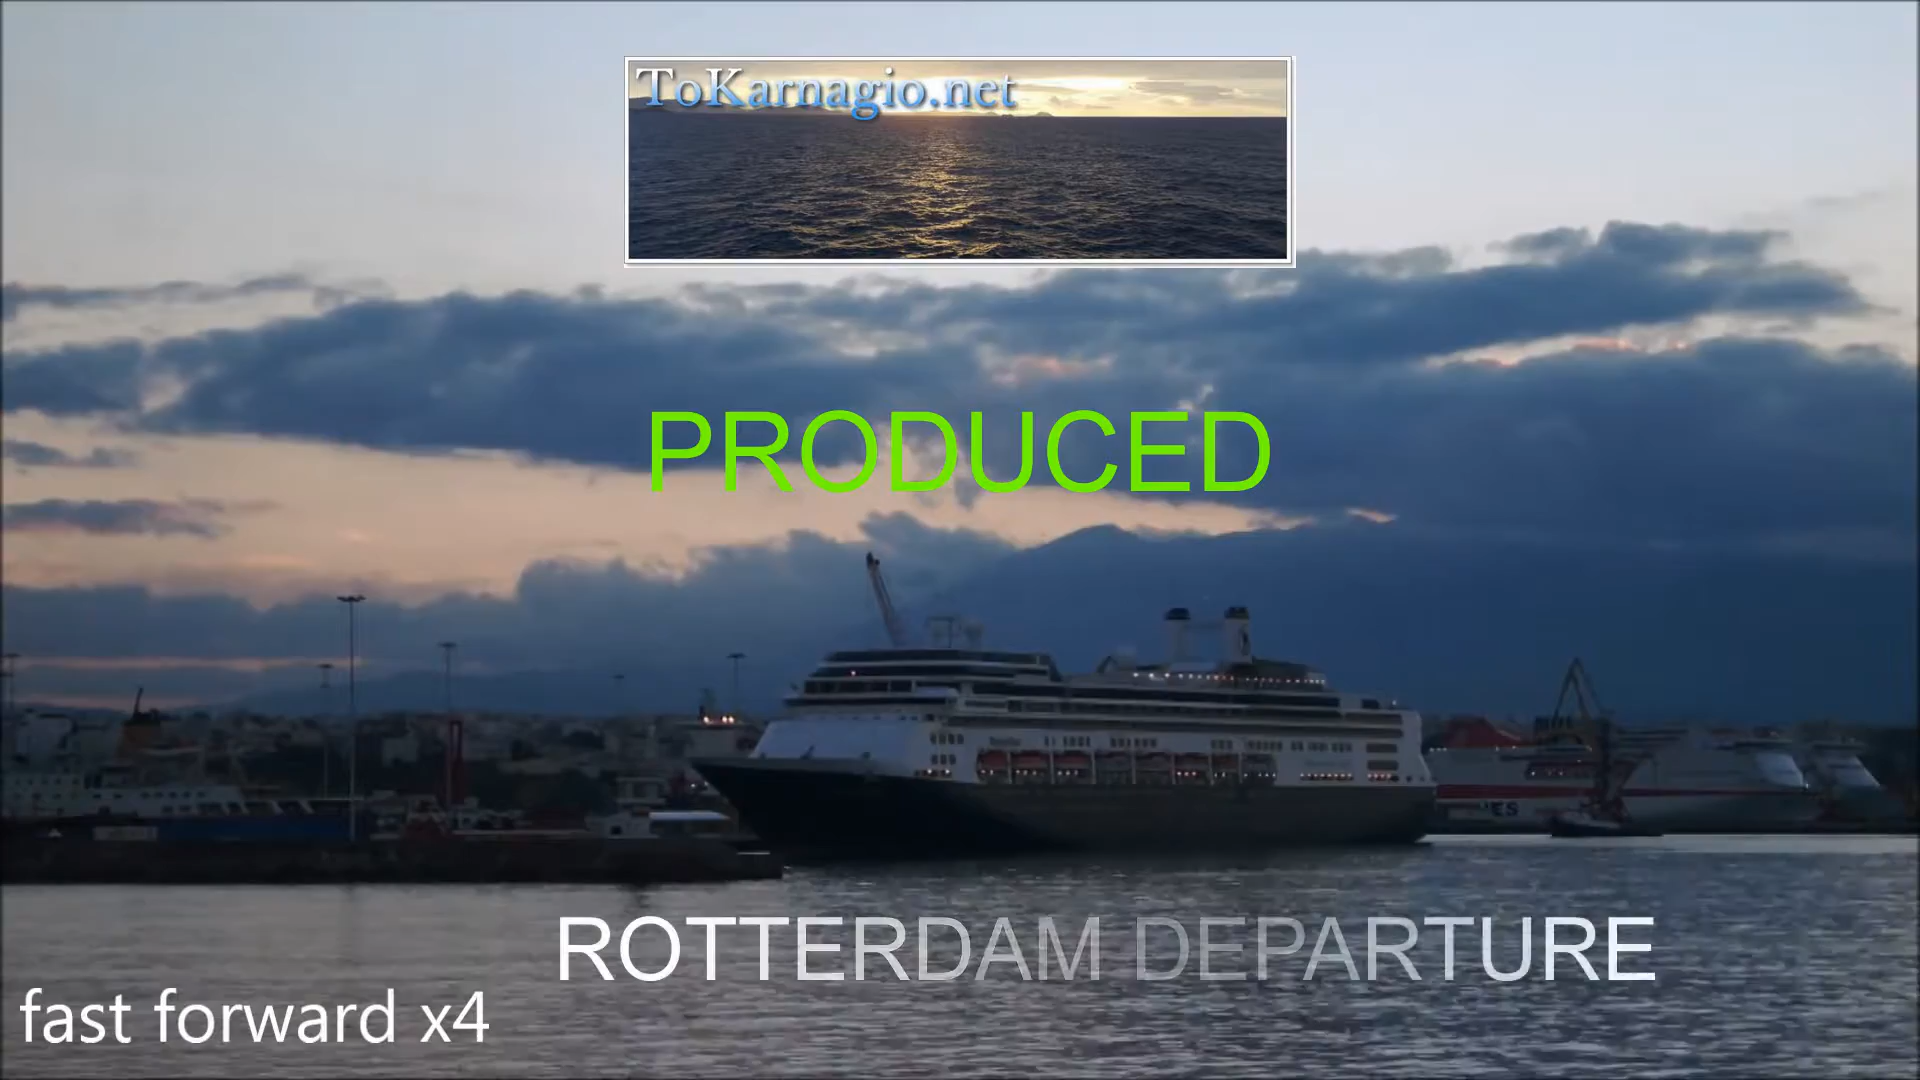 ToKarnagio.net
PRODUCED
ROTTERDAM DEPARTURE
fast forward x4